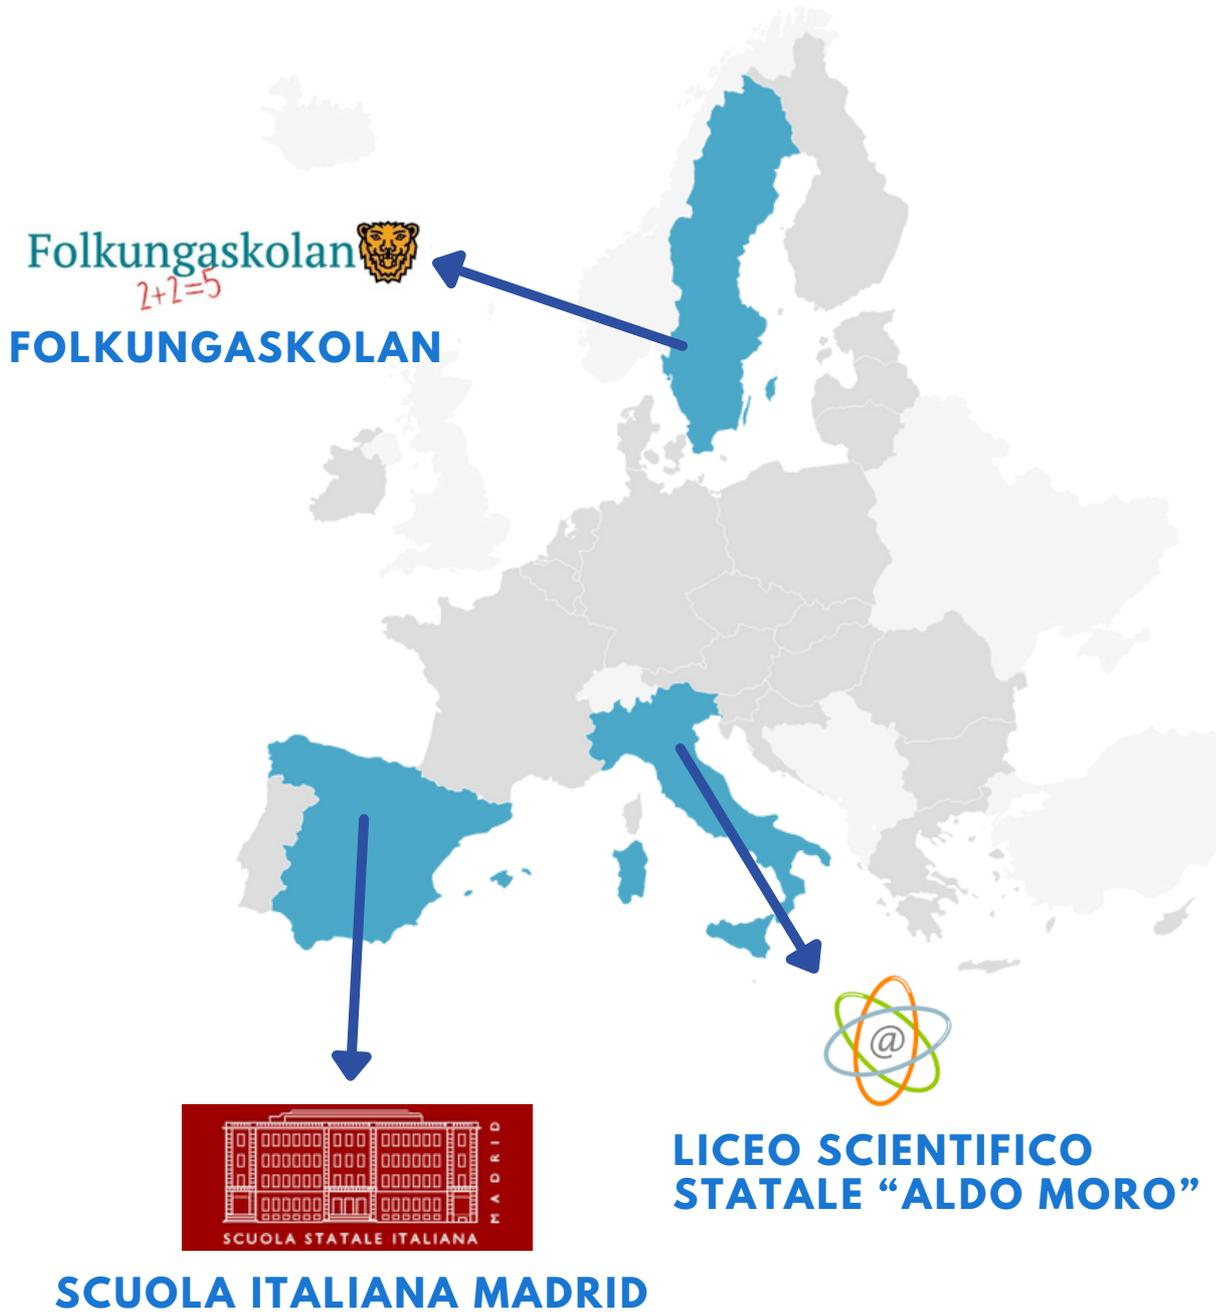 Folkungaskolan
2+2=5
FOLKUNGASKOLAN
@
LICEO SCIENTIFICO
STATALE “ALDO MORO”
MADRID
SCUOLA STATALE ITALIANA
SCUOLA ITALIANA MADRID